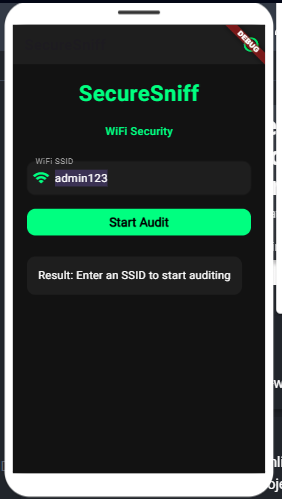 DEBUG
SecureSniff
WiFi Security
WiFi SSID
admin123
Start Audit
Result: Enter an SSID to start auditing